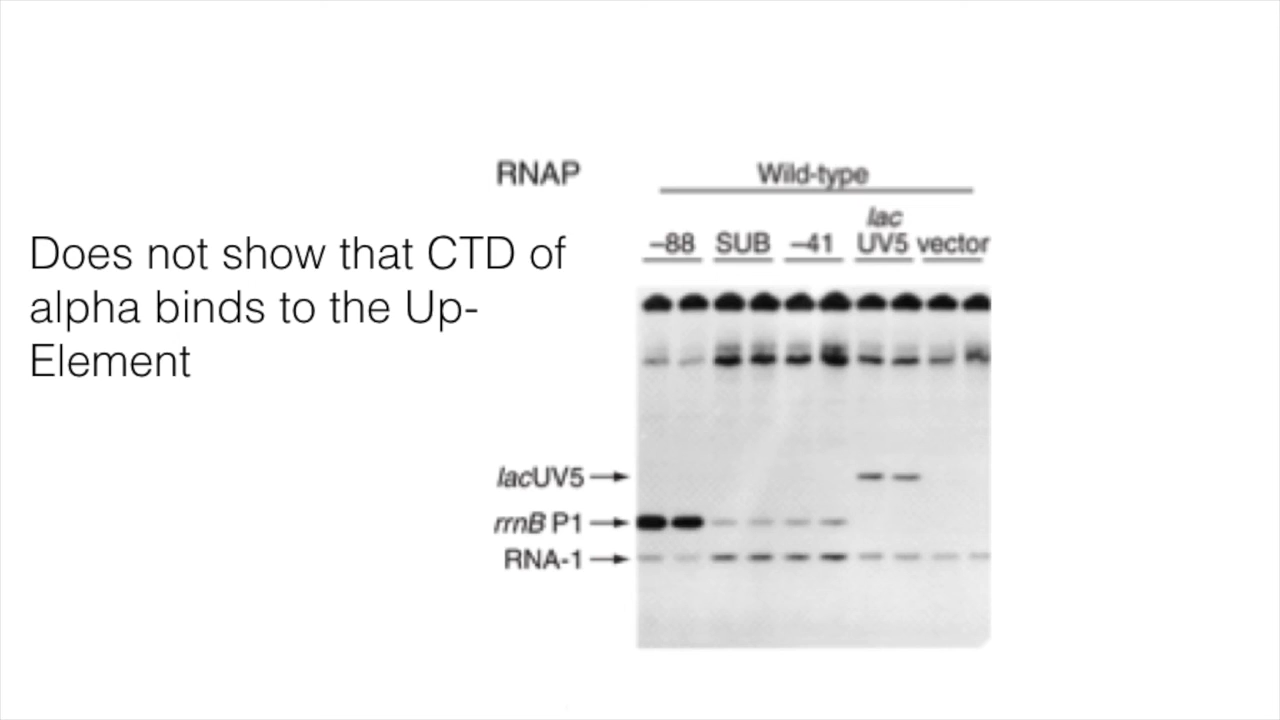 Does not show that CTD of
alpha binds to the Up-
Element
RNAP
Wild-type
–88 SUB –41 lac UV5 vector
lacUV5
rrnB P1
RNA-1